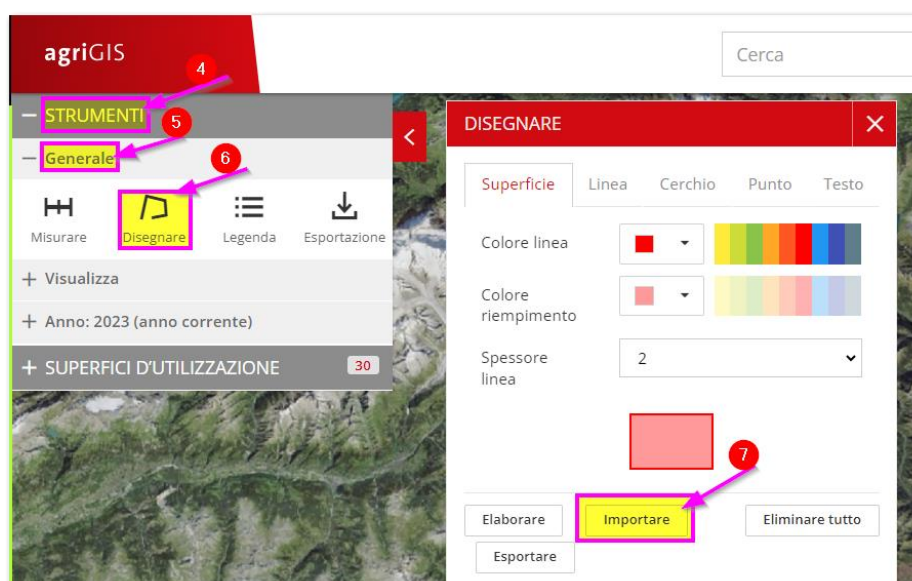 agriGIS
Cerca
4
STRUMENTI
5
Generale
6
Misurare
Disegnare
Legenda
Esportazione
+ Visualizza
+ Anno: 2023 (anno corrente)
+ SUPERFICI D'UTILIZZAZIONE 30
DISEGNARE
Superficie Linea Cerchio Punto Testo
Colore linea
Colore
riempimento
Spessore
linea
2
7
Elaborare Importare Eliminare tutto
Esportare